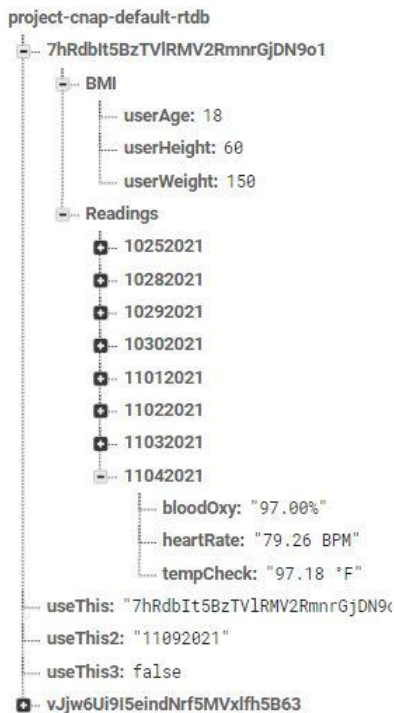 project-cnap-default-rtdb
7hRdbIt5BzTVlRMV2RmnrGjDN9o1
BMI
userAge: 18
userHeight: 60
userWeight: 150
Readings
10252021
10282021
10292021
10302021
11012021
11022021
11032021
11042021
bloodOxy: "97.00%"
heartRate: "79.26 BPM"
tempCheck: "97.18 °F"
useThis: "7hRdbIt5BzTVlRMV2RmnrGjDN9o
useThis2: "11092021"
useThis3: false
vJjw6Ui9I5eindNrf5MVxlfh5B63